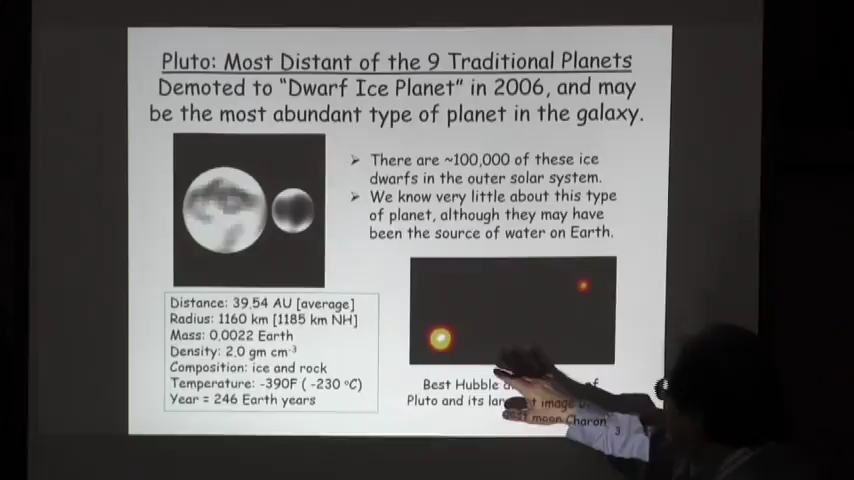 Pluto: Most Distant of the 9 Traditional Planets
Demoted to "Dwarf Ice Planet" in 2006, and may
be the most abundant type of planet in the galaxy.
➢ There are ~100,000 of these ice
dwarfs in the outer solar system.
➢ We know very little about this type
of planet, although they may have
been the source of water on Earth.
Distance: 39.54 AU [average]
Radius: 1160 km [1185 km NH]
Mass: 0.0022 Earth
Density: 2.0 gm cm⁻³
Composition: ice and rock
Temperature: -390F ( -230 °C)
Year = 246 Earth years
Best Hubble of
Pluto and its image
moon Charon
3